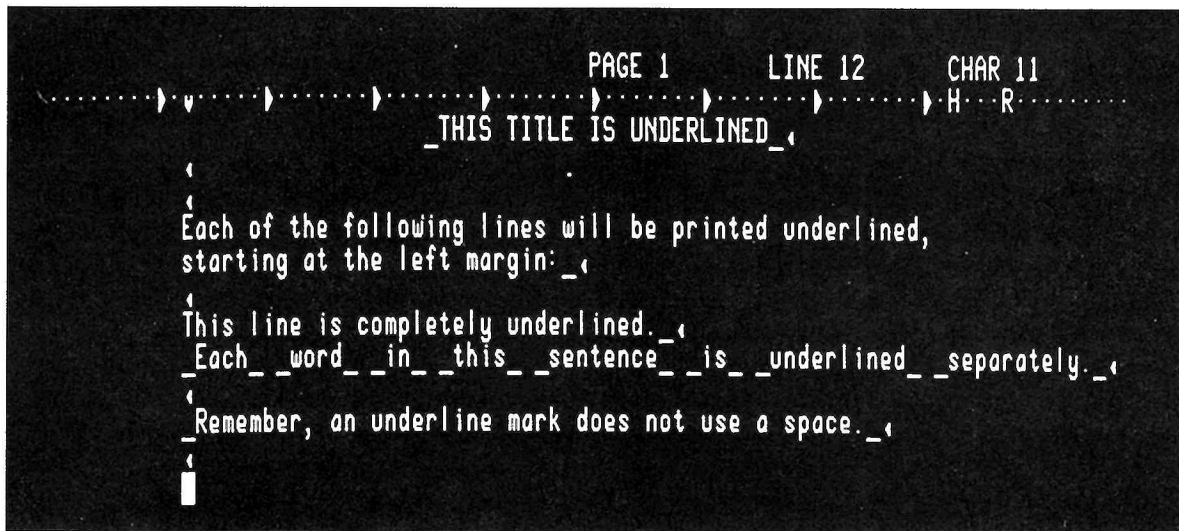 PAGE 1 LINE 12 CHAR 11
H R
_THIS TITLE IS UNDERLINED_
Each of the following lines will be printed underlined,
starting at the left margin:_
This line is completely underlined._
_Each_ _word_ _in_ _this_ _sentence_ _is_ _underlined_ _separately._
_Remember, an underline mark does not use a space._